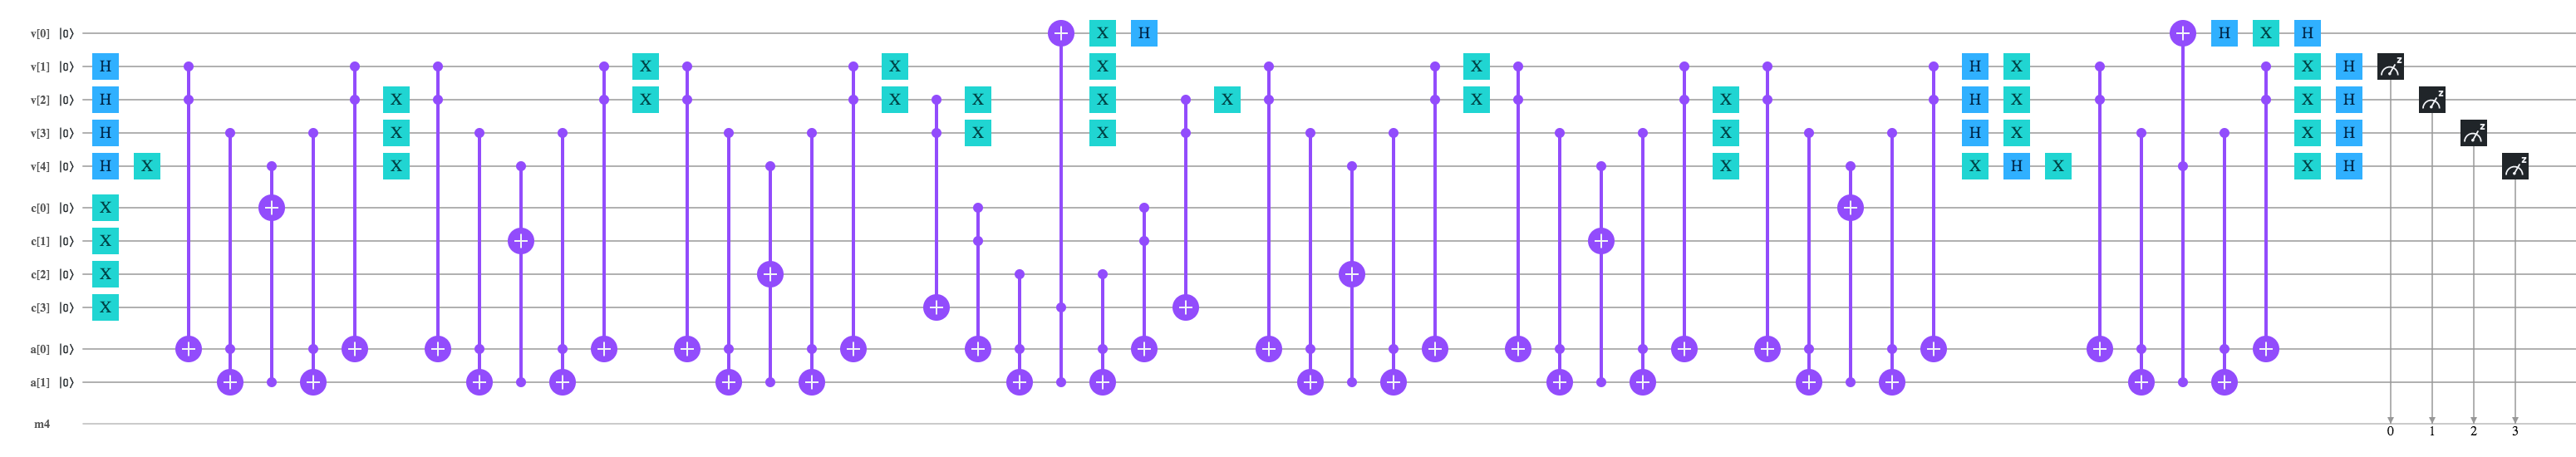 v[0] |0⟩ X H H X H
v[1] |0⟩ H X X X X H X X H z
v[2] |0⟩ H X X X X X X X X H X X H z
v[3] |0⟩ H X X X X H X X H z
v[4] |0⟩ H X X X X H X X H z
c[0] |0⟩ X
c[1] |0⟩ X
c[2] |0⟩ X
c[3] |0⟩ X
a[0] |0⟩
a[1] |0⟩
m4
0 1 2 3